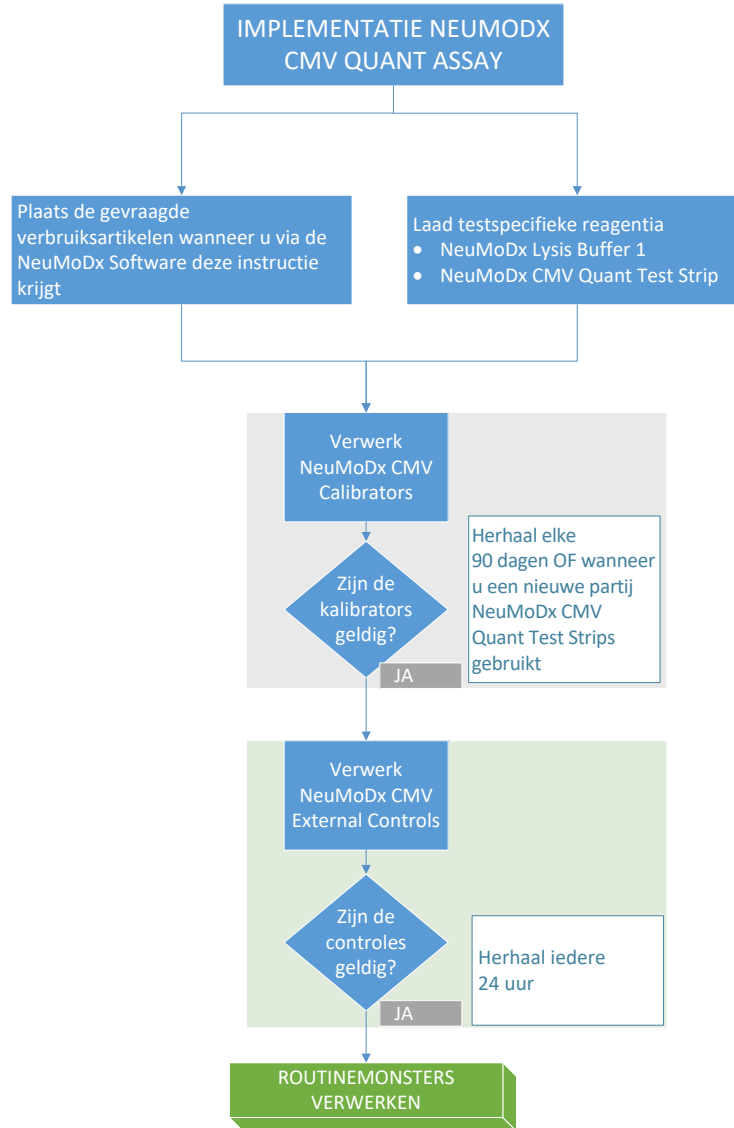 IMPLEMENTATIE NEUMODX
CMV QUANT ASSAY
Plaats de gevraagde
verbruiksartikelen wanneer u via de
NeuMoDx Software deze instructie
krijgt
Laad testspecifieke reagentia
• NeuMoDx Lysis Buffer 1
• NeuMoDx CMV Quant Test Strip
Verwerk
NeuMoDx CMV
Calibrators
Zijn de
kalibrators
geldig?
Herhaal elke
90 dagen OF wanneer
u een nieuwe partij
NeuMoDx CMV
Quant Test Strips
gebruikt
JA
Verwerk
NeuMoDx CMV
External Controls
Zijn de
controles
geldig?
Herhaal iedere
24 uur
JA
ROUTINEMONSTERS
VERWERKEN